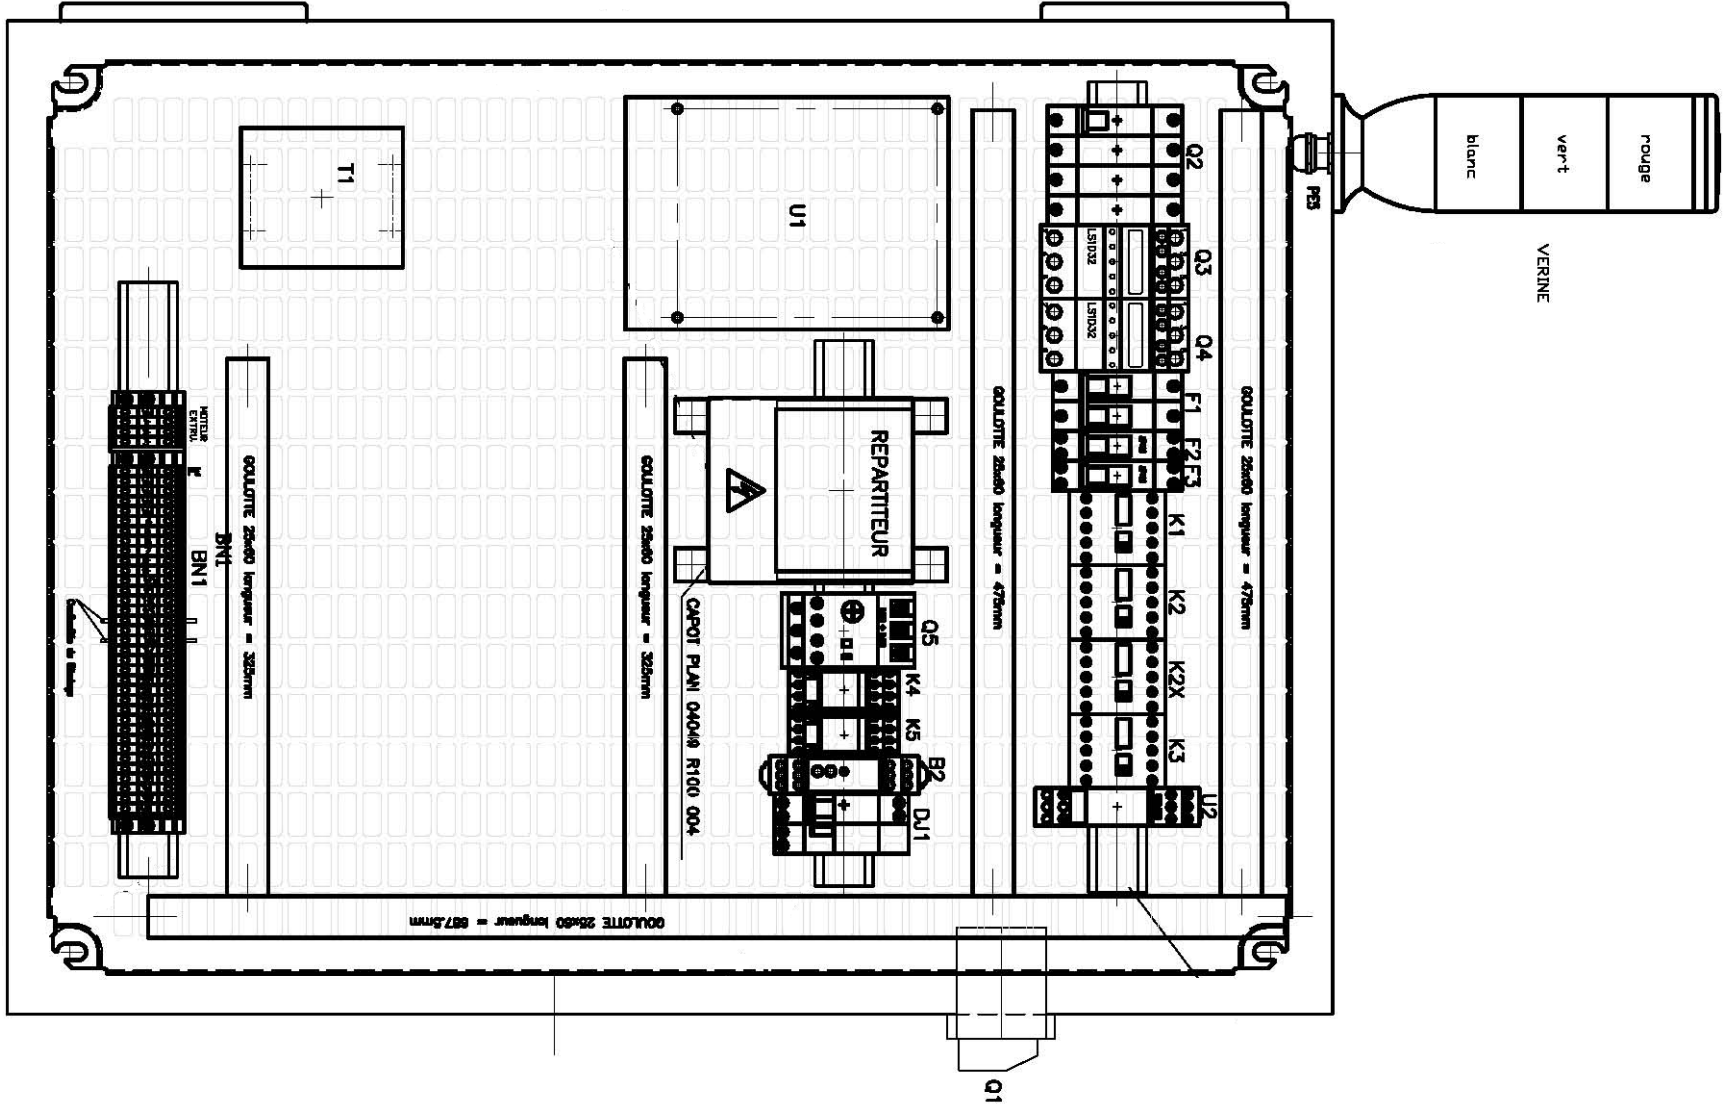 rouge
vert
blanc
VERINE
PE5
Q2
Q3
Q4
LS1D32
LS1D32
F1
F2
F3
K1
K2
K2X
K3
U2
GOULOTTE 25x60 longueur = 475mm
GOULOTTE 25x60 longueur = 475mm
U1
T1
REPARTITEUR
Q5
K4
K5
B2
DJ1
CAPOT PLAN 04049 R100 004
GOULOTTE 25x60 longueur = 325mm
GOULOTTE 25x60 longueur = 325mm
MOTEUR
EXTRU.
BN1
BN1
GOULOTTE 25x60 longueur = 687.5mm
Q1